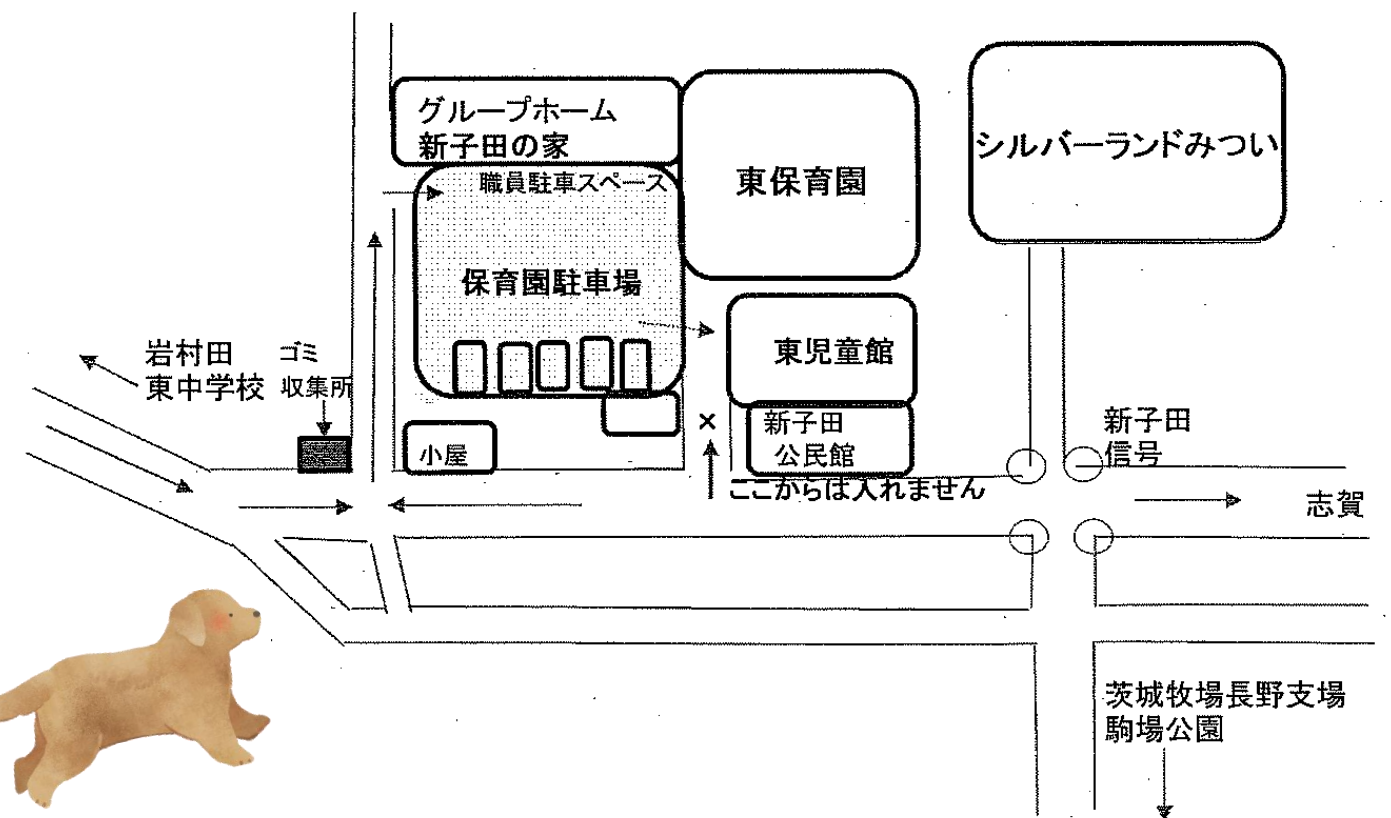 グループホーム
新子田の家
職員駐車スペース
東保育園
シルバーランドみつい
保育園駐車場
岩村田
東中学校
ゴミ
収集所
東児童館
小屋
×
新子田
公民館
ここからは入れません
新子田
信号
志賀
茨城牧場長野支場
駒場公園